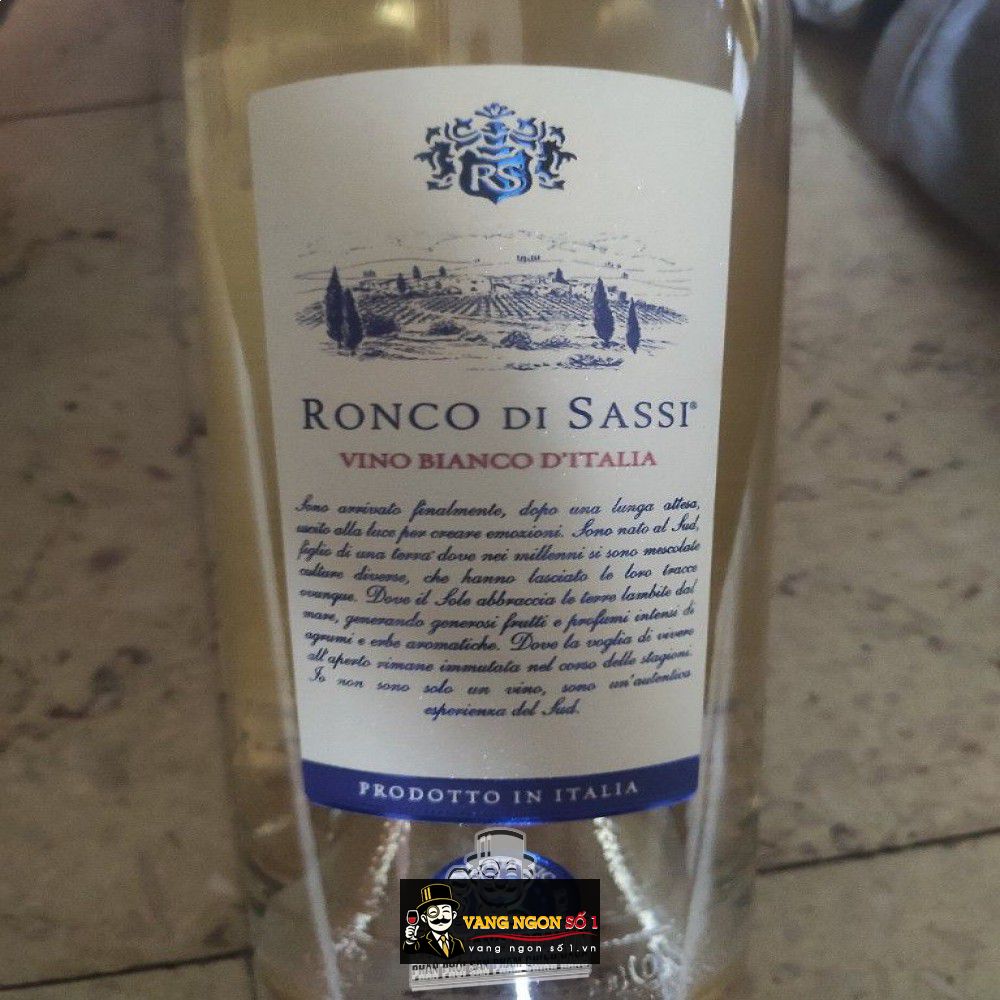 RS
RONCO DI SASSI®
VINO BIANCO D'ITALIA
Sono arrivato finalmente, dopo una lunga attesa,
uscito alla luce per creare emozioni. Sono nato al Sud,
figlio di una terra dove nei millenni si sono mescolate
culture diverse, che hanno lasciato le loro tracce
ovunque. Dove il Sole abbraccia le terre lambite dal
mare, generando generosi frutti e profumi intensi di
agrumi e erbe aromatiche. Dove la voglia di vivere
all'aperto rimane immutata nel corso delle stagioni.
Io non sono solo un vino, sono un'autentica
esperienza del Sud.
PRODOTTO IN ITALIA
VANG NGON SỐ 1
vang ngon số 1.vn